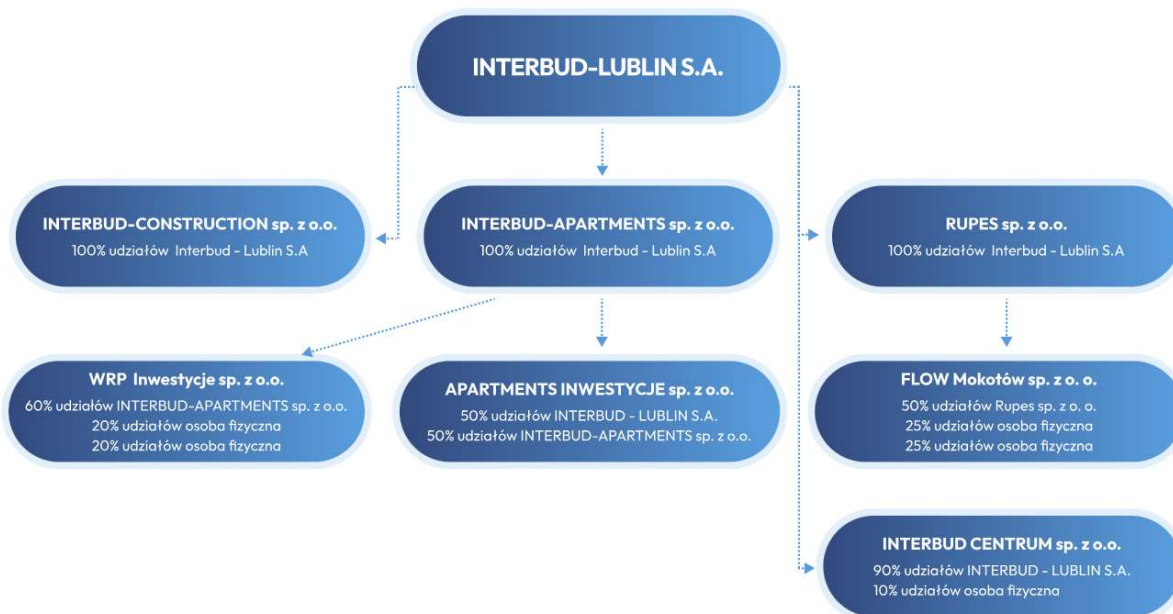 INTERBUD-LUBLIN S.A.
INTERBUD-CONSTRUCTION sp. z o.o.
100% udziałów Interbud - Lublin S.A
INTERBUD-APARTMENTS sp. z o.o.
100% udziałów Interbud - Lublin S.A
RUPES sp. z o.o.
100% udziałów Interbud - Lublin S.A
WRP Inwestycje sp. z o.o.
60% udziałów INTERBUD-APARTMENTS sp. z o.o.
20% udziałów osoba fizyczna
20% udziałów osoba fizyczna
APARTMENTS INWESTYCJE sp. z o.o.
50% udziałów INTERBUD - LUBLIN S.A.
50% udziałów INTERBUD-APARTMENTS sp. z o.o.
FLOW Mokotów sp. z o. o.
50% udziałów Rupes sp. z o. o.
25% udziałów osoba fizyczna
25% udziałów osoba fizyczna
INTERBUD CENTRUM sp. z o.o.
90% udziałów INTERBUD - LUBLIN S.A.
10% udziałów osoba fizyczna